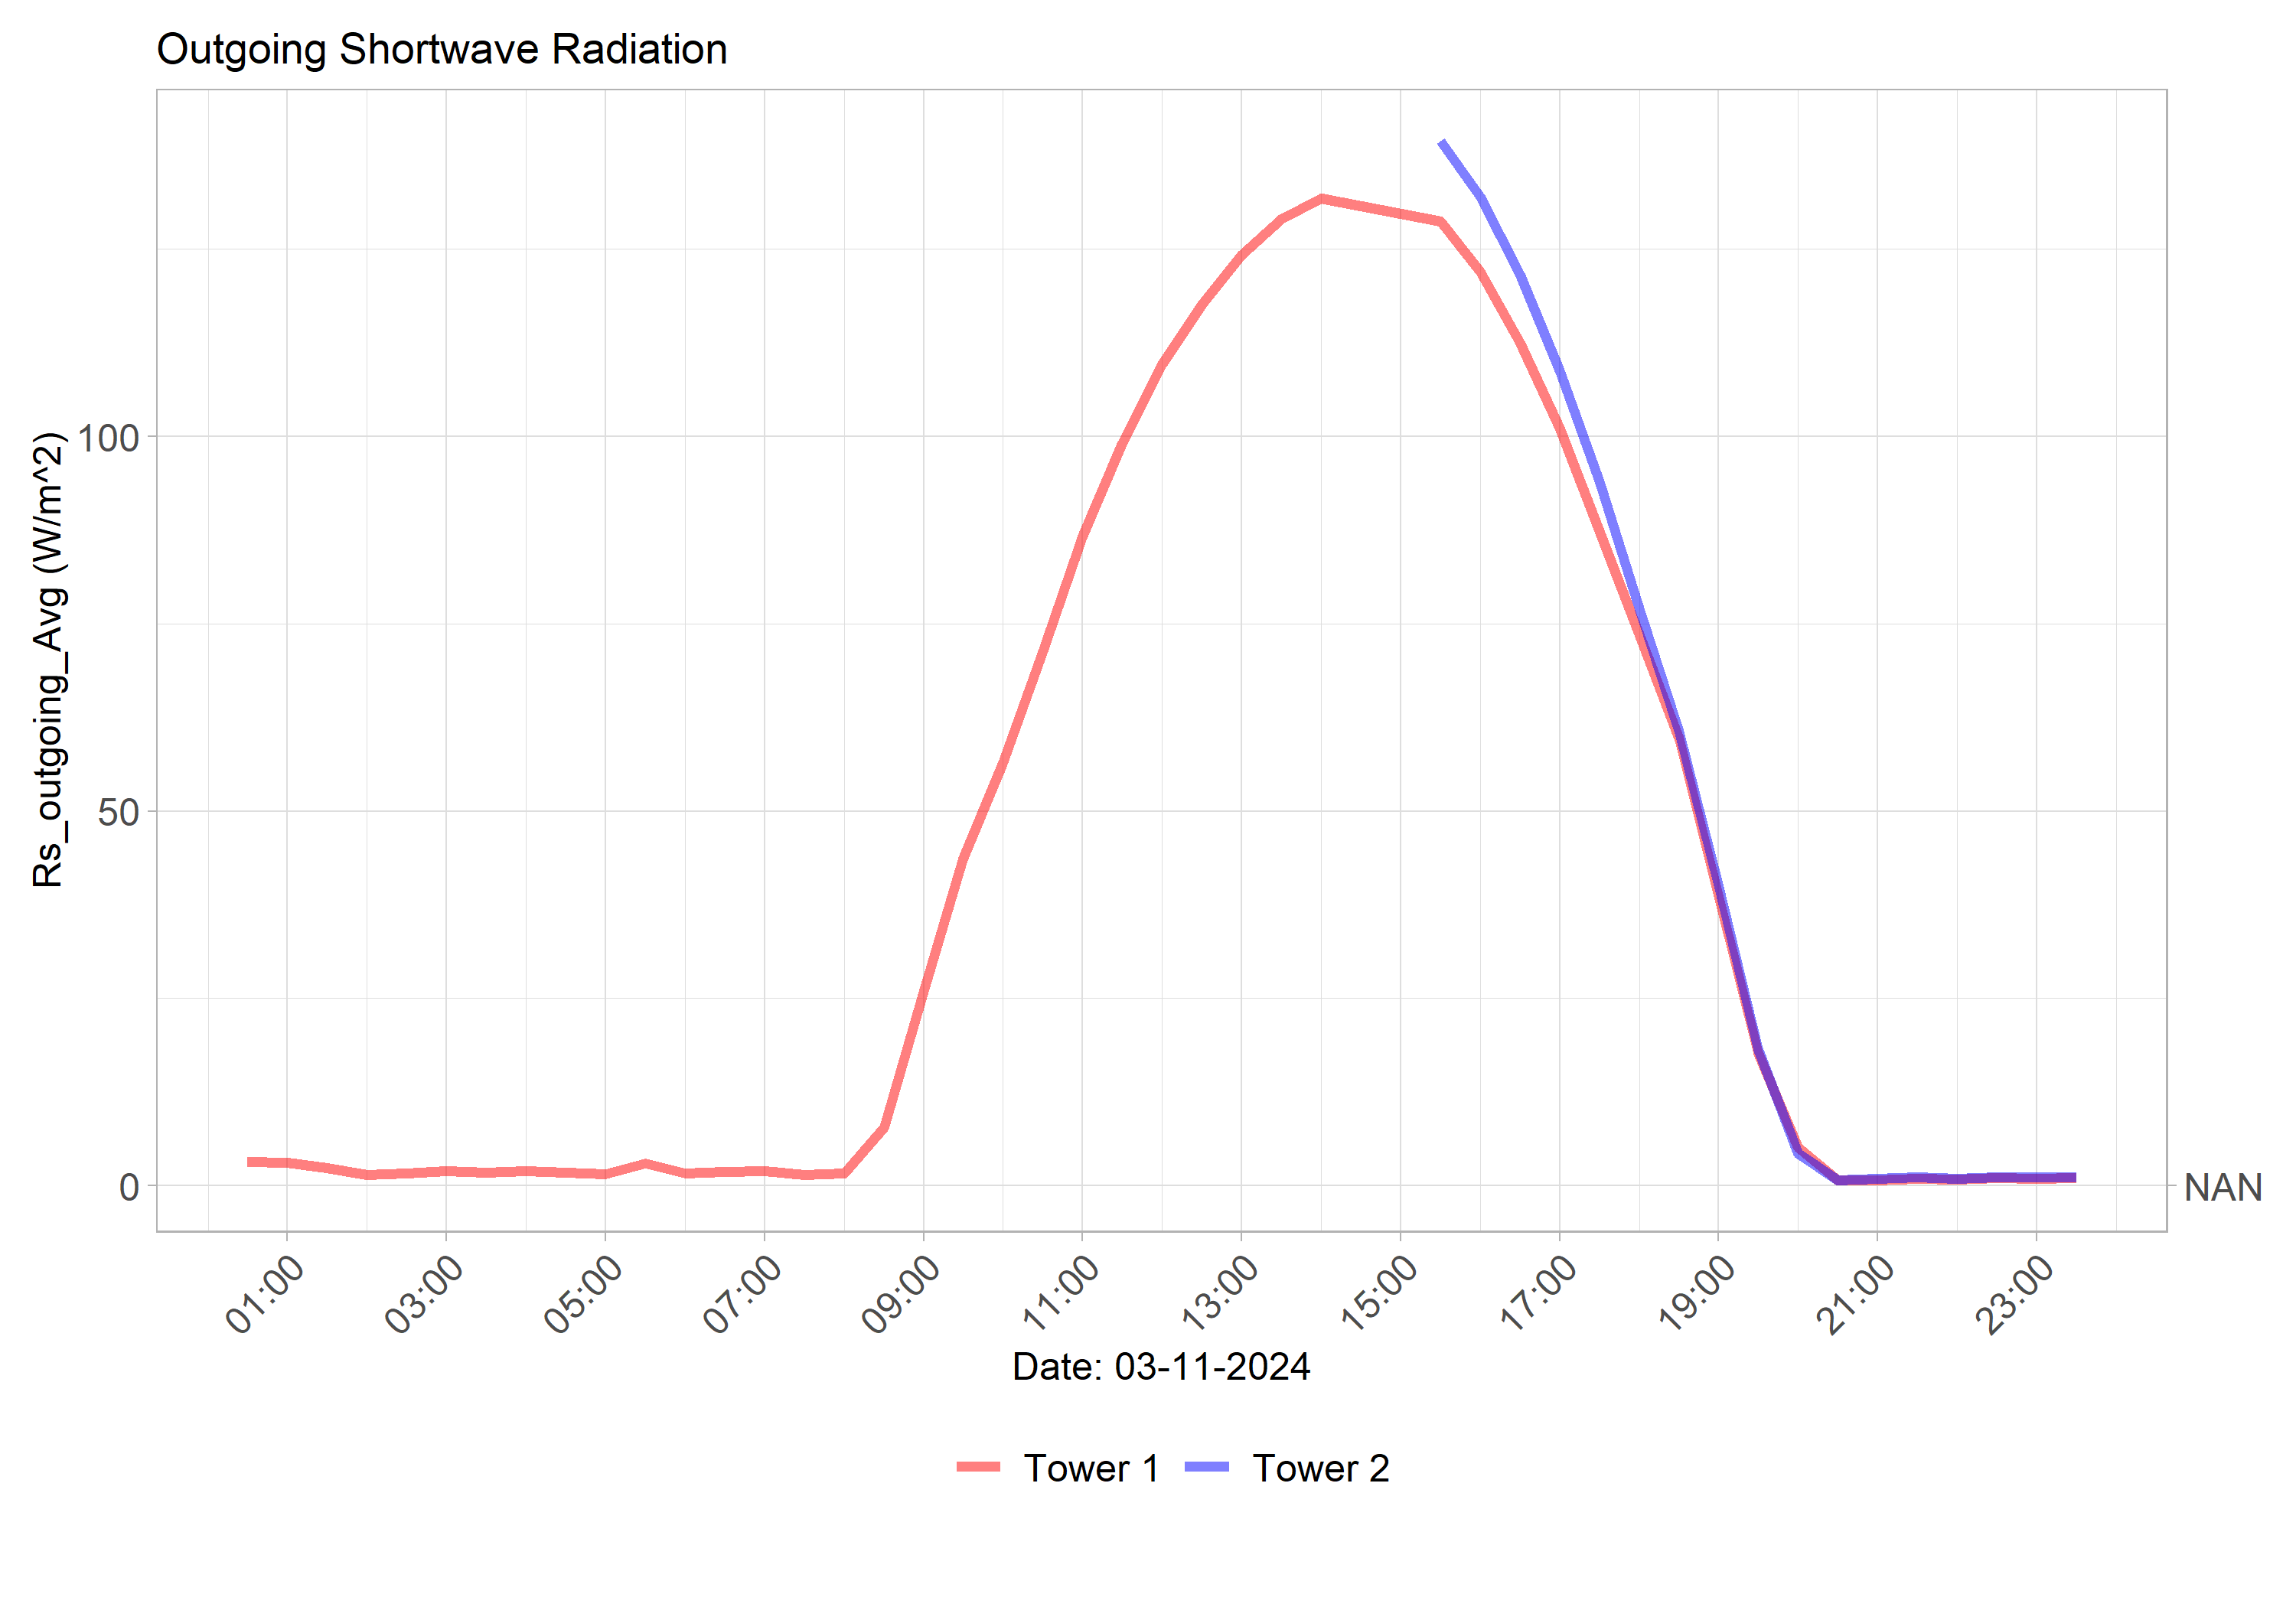 Outgoing Shortwave Radiation
Rs_outgoing_Avg (W/m^2)
100
50
0
NAN
01:00
03:00
05:00
07:00
09:00
11:00
13:00
15:00
17:00
19:00
21:00
23:00
Date: 03-11-2024
Tower 1
Tower 2